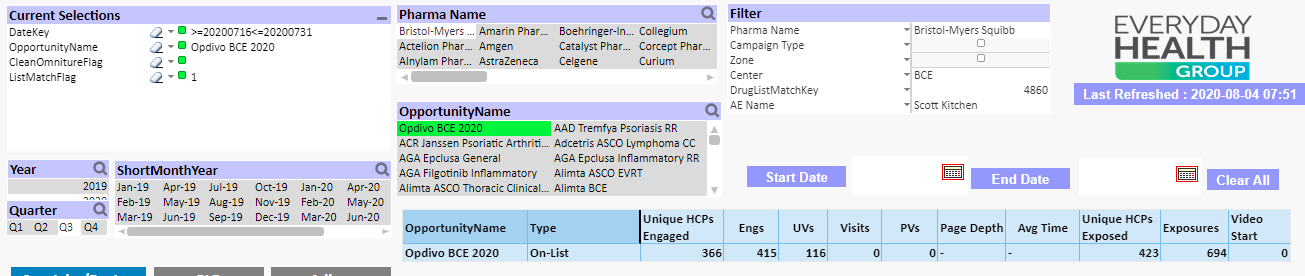 Current Selections
DateKey >=20200716<=20200731
OpportunityName Opdivo BCE 2020
CleanOmnitureFlag
ListMatchFlag 1
Year
2019
ShortMonthYear
Jan-19 Apr-19 Jul-19 Oct-19 Jan-20 Apr-20
Feb-19 May-19 Aug-19 Nov-19 Feb-20 May-20
Mar-19 Jun-19 Sep-19 Dec-19 Mar-20 Jun-20
Quarter
Q1 Q2 Q3 Q4
Pharma Name
Bristol-Myers ... Amarin Phar... Boehringer-In... Collegium
Actelion Phar... Amgen Catalyst Phar... Corcept Phar...
Alnylam Phar... AstraZeneca Celgene Curium
OpportunityName
Opdivo BCE 2020 AAD Tremfya Psoriasis RR
ACR Janssen Psoriatic Arthriti... Adcetris ASCO Lymphoma CC
AGA Epclusa General AGA Epclusa Inflammatory RR
AGA Filgotinib Inflammatory Alimta ASCO EVRT
Alimta ASCO Thoracic Clinical... Alimta BCE
Filter
Pharma Name Bristol-Myers Squibb
Campaign Type
Zone
Center BCE
DrugListMatchKey 4860
AE Name Scott Kitchen
EVERYDAY
HEALTH
GROUP
Last Refreshed : 2020-08-04 07:51
Start Date End Date Clear All
OpportunityName Type Unique HCPs Engaged Engs UVs Visits PVs Page Depth Avg Time Unique HCPs Exposed Exposures Video Start
Opdivo BCE 2020 On-List 366 415 116 0 0 - - 423 694 0